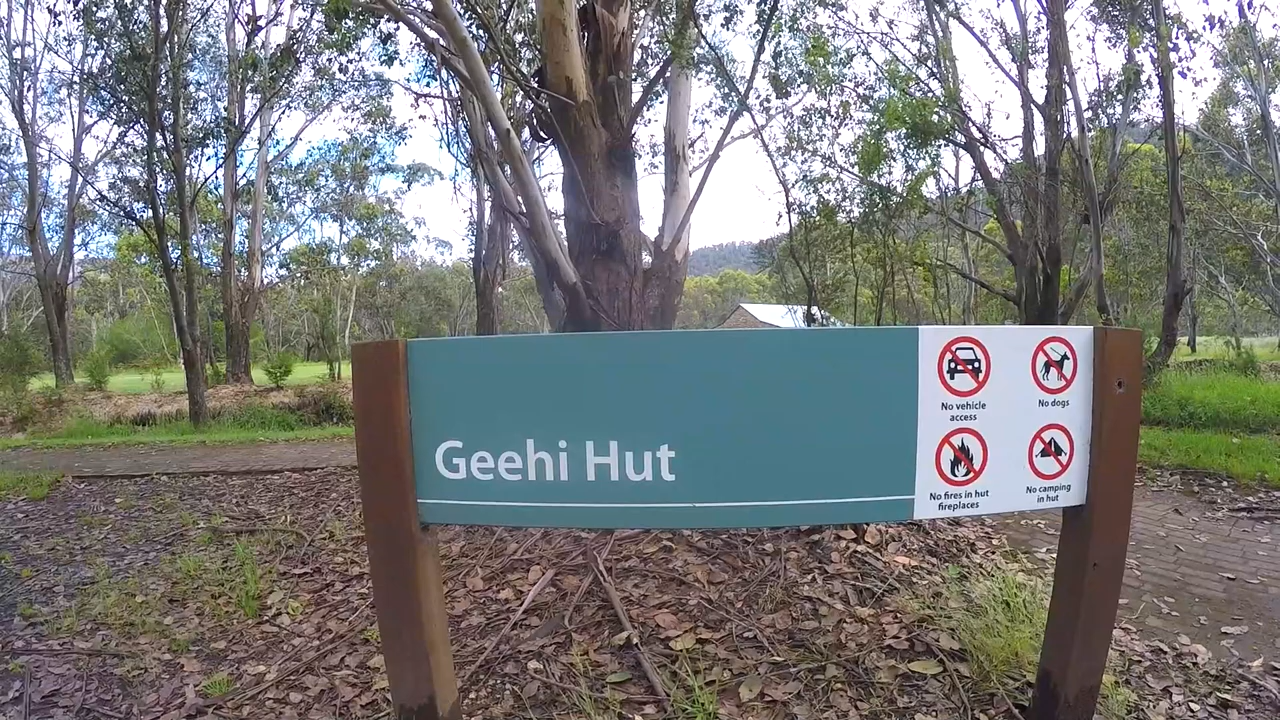 Geehi Hut
No vehicle
access
No dogs
No fires in hut
fireplaces
No camping
in hut